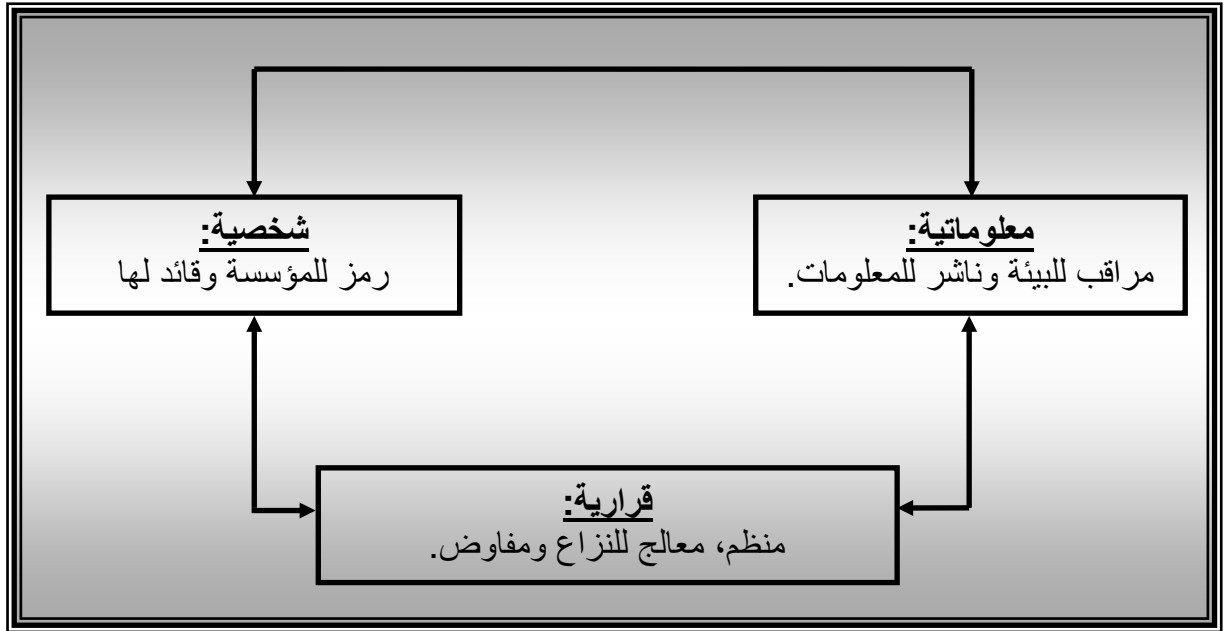 معلوماتية:
مراقب للبيئة وناشر للمعلومات.
شخصية:
رمز للمؤسسة وقائد لها
قرارية:
منظم، معالج للنزاع ومفاوض.